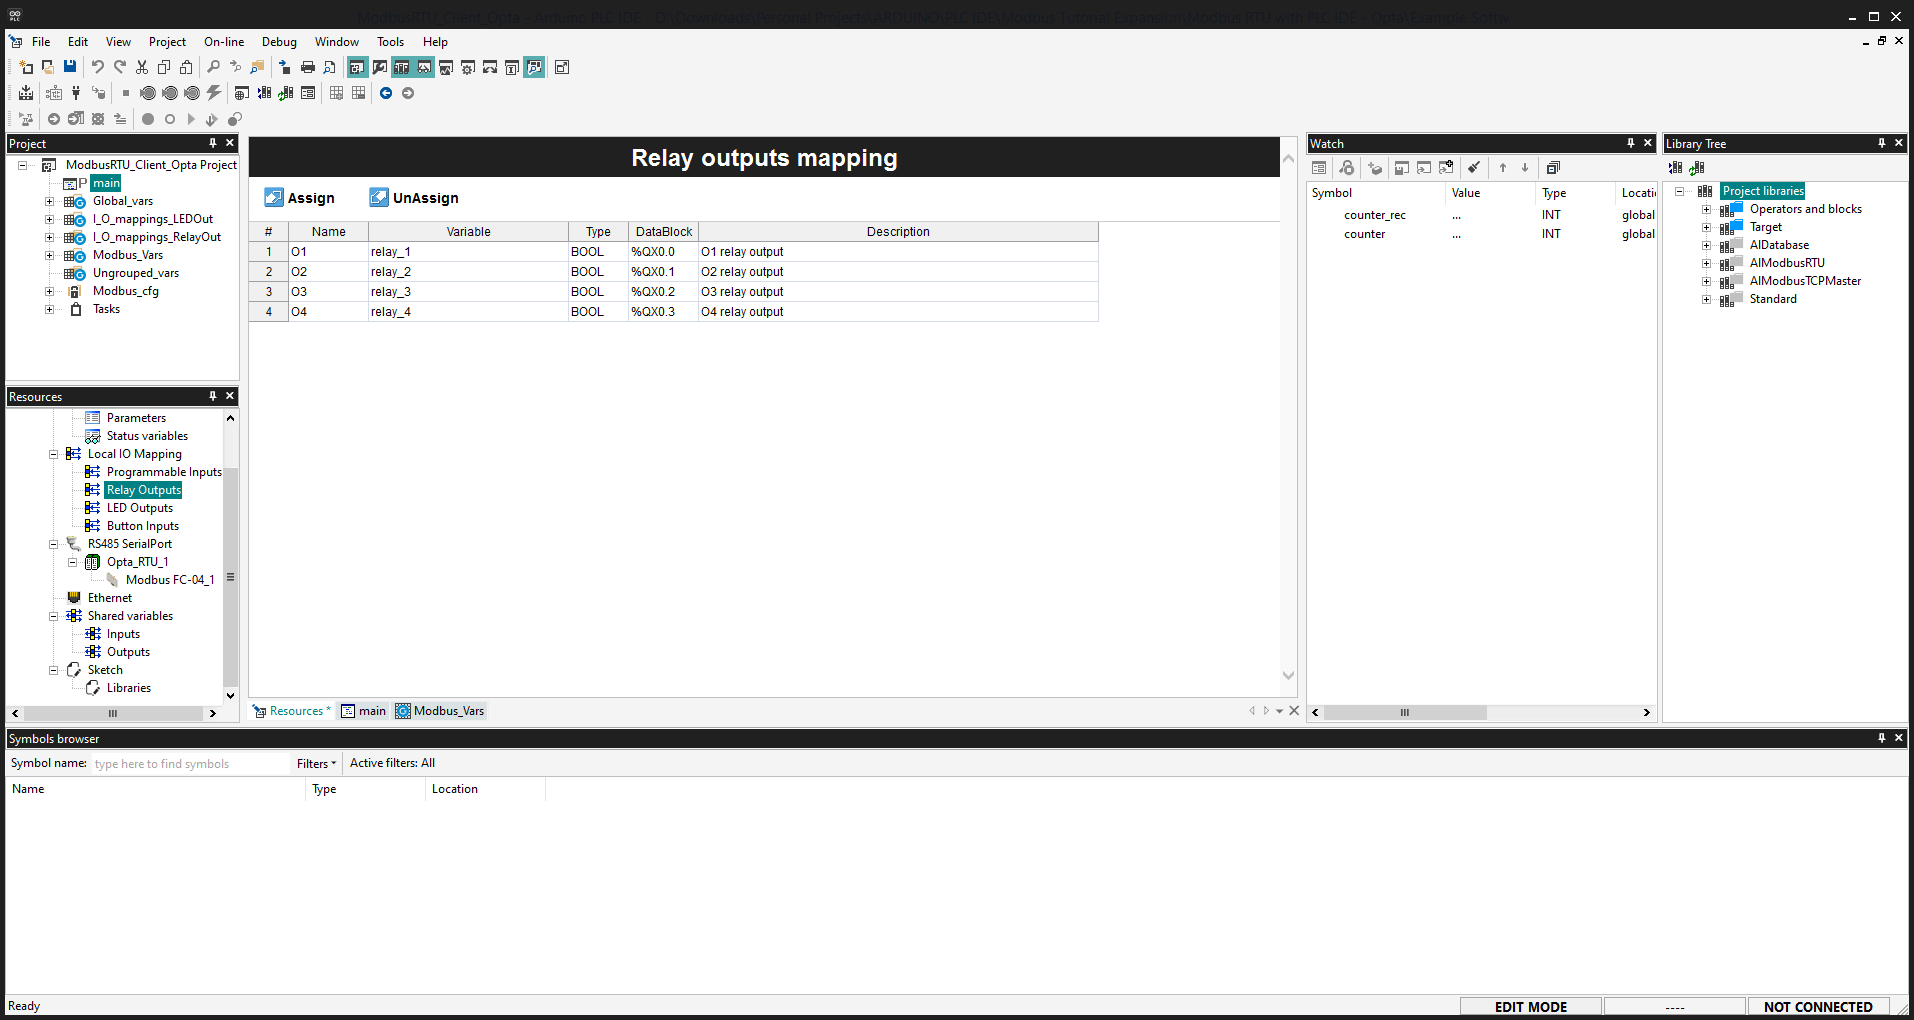 ModbusRTU_Client_Opta - Arduino PLC IDE - D:\Downloads\Personal Projects\ARDUINO\PLC IDE\Modbus Tutorial Expansion\Modbus RTU with PLC IDE - Opta\Example Softw
File Edit View Project On-line Debug Window Tools Help
Project
ModbusRTU_Client_Opta Project
P main
Global_vars
I_O_mappings_LEDOut
I_O_mappings_RelayOut
Modbus_Vars
Ungrouped_vars
Modbus_cfg
Tasks
Resources
Parameters
Status variables
Local IO Mapping
Programmable Inputs
Relay Outputs
LED Outputs
Button Inputs
RS485 SerialPort
Opta_RTU_1
Modbus FC-04_1
Ethernet
Shared variables
Inputs
Outputs
Sketch
Libraries
Relay outputs mapping
Assign UnAssign
# Name Variable Type DataBlock Description
1 O1 relay_1 BOOL %QX0.0 O1 relay output
2 O2 relay_2 BOOL %QX0.1 O2 relay output
3 O3 relay_3 BOOL %QX0.2 O3 relay output
4 O4 relay_4 BOOL %QX0.3 O4 relay output
Resources * main Modbus_Vars
Watch
Symbol Value Type Locati
counter_rec ... INT global
counter ... INT global
Library Tree
Project libraries
Operators and blocks
Target
AIDatabase
AIModbusRTU
AIModbusTCPMaster
Standard
Symbols browser
Symbol name: type here to find symbols Filters Active filters: All
Name Type Location
Ready EDIT MODE ---- NOT CONNECTED